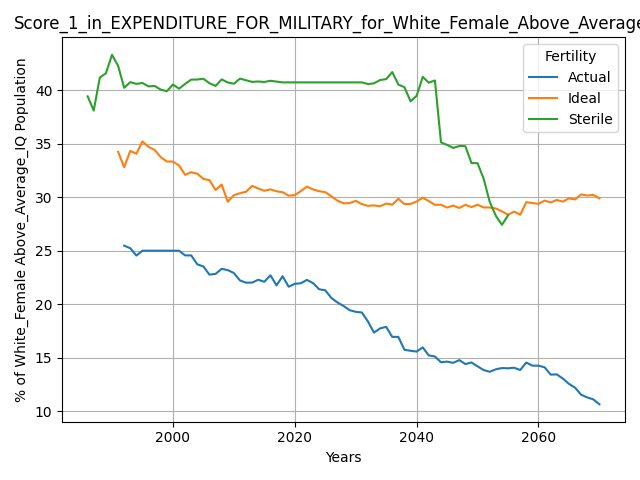 Score_1_in_EXPENDITURE_FOR_MILITARY_for_White_Female_Above_Average
% of White_Female Above_Average_IQ Population
40
35
30
25
20
15
10
Fertility
Actual
Ideal
Sterile
2000 2020 2040 2060
Years